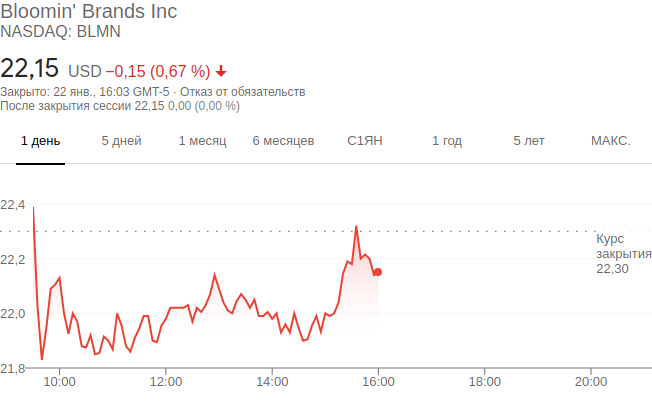 Bloomin' Brands Inc
NASDAQ: BLMN
22,15 USD −0,15 (0,67 %)
Закрыто: 22 янв., 16:03 GMT-5 · Отказ от обязательств
После закрытия сессии 22,15 0,00 (0,00 %)
1 день 5 дней 1 месяц 6 месяцев С1ЯН 1 год 5 лет МАКС.
22,4
Курс
закрытия
22,30
22,2
22,0
21,8
10:00 12:00 14:00 16:00 18:00 20:00